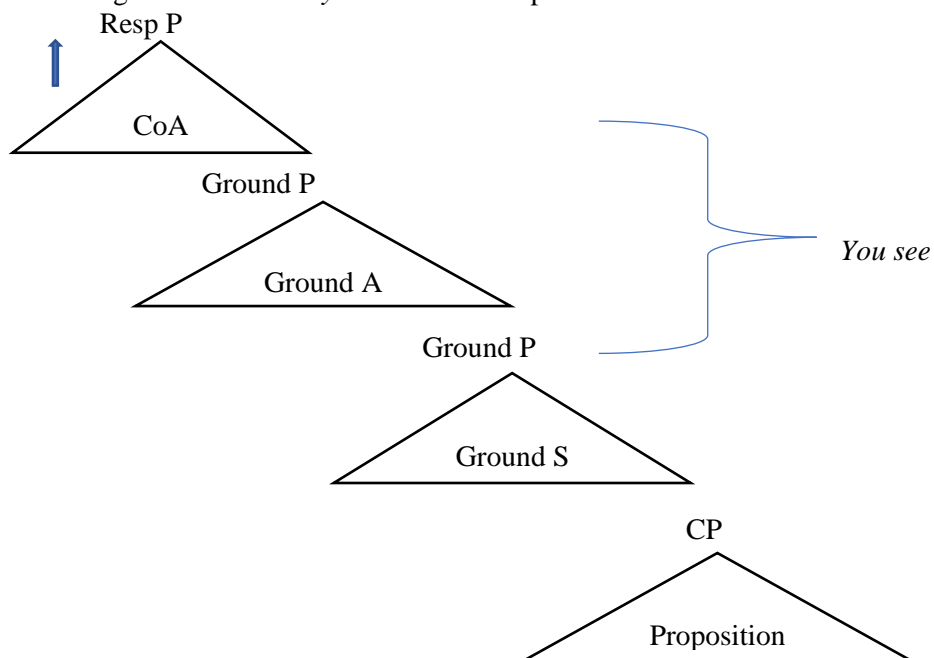 Resp P
CoA
Ground P
Ground A
You see
Ground P
Ground S
CP
Proposition